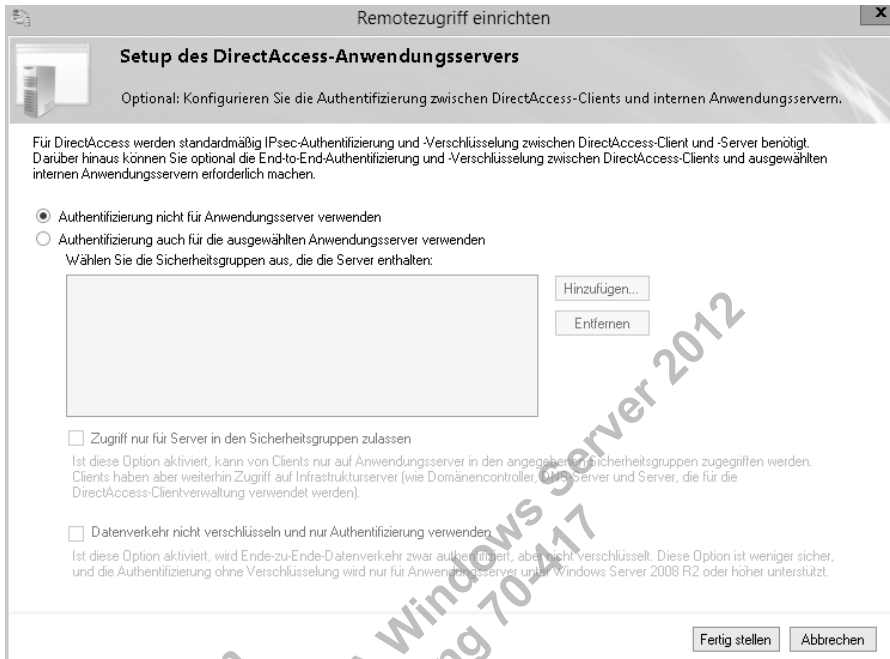 Remotezugriff einrichten
x
Setup des DirectAccess-Anwendungsservers
Optional: Konfigurieren Sie die Authentifizierung zwischen DirectAccess-Clients und internen Anwendungsservern.
Für DirectAccess werden standardmäßig IPsec-Authentifizierung und -Verschlüsselung zwischen DirectAccess-Client und -Server benötigt.
Darüber hinaus können Sie optional die End-to-End-Authentifizierung und -Verschlüsselung zwischen DirectAccess-Clients und ausgewählten
internen Anwendungsservern erforderlich machen.
Authentifizierung nicht für Anwendungsserver verwenden
Authentifizierung auch für die ausgewählten Anwendungsserver verwenden
Wählen Sie die Sicherheitsgruppen aus, die die Server enthalten:
Hinzufügen...
Entfernen
Zugriff nur für Server in den Sicherheitsgruppen zulassen
Ist diese Option aktiviert, kann von Clients nur auf Anwendungsserver in den angegebenen Sicherheitsgruppen zugegriffen werden.
Clients haben aber weiterhin Zugriff auf Infrastrukturserver (wie Domänencontroller, DNS-Server und Server, die für die
DirectAccess-Clientverwaltung verwendet werden).
Datenverkehr nicht verschlüsseln und nur Authentifizierung verwenden
Ist diese Option aktiviert, wird Ende-zu-Ende-Datenverkehr zwar authentifiziert, aber nicht verschlüsselt. Diese Option ist weniger sicher,
und die Authentifizierung ohne Verschlüsselung wird nur für Anwendungsserver unter Windows Server 2008 R2 oder höher unterstützt.
Fertig stellen
Abbrechen
Windows Server 2012
70-417